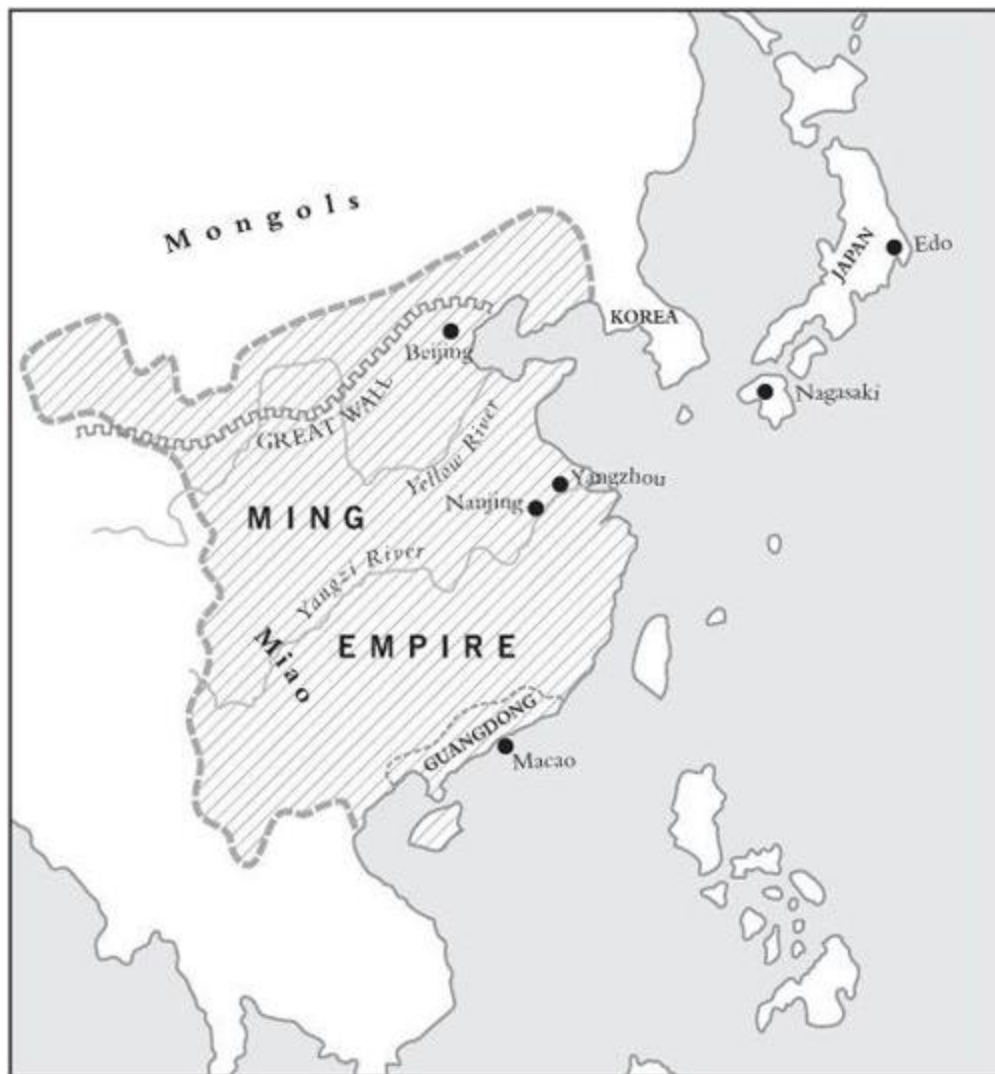 Mongols
Edo
JAPAN
KOREA
Beijing
Nagasaki
GREAT WALL
Yellow River
Yangzhou
Nanjing
MING
Yangzi River
Miao
EMPIRE
GUANGDONG
Macao